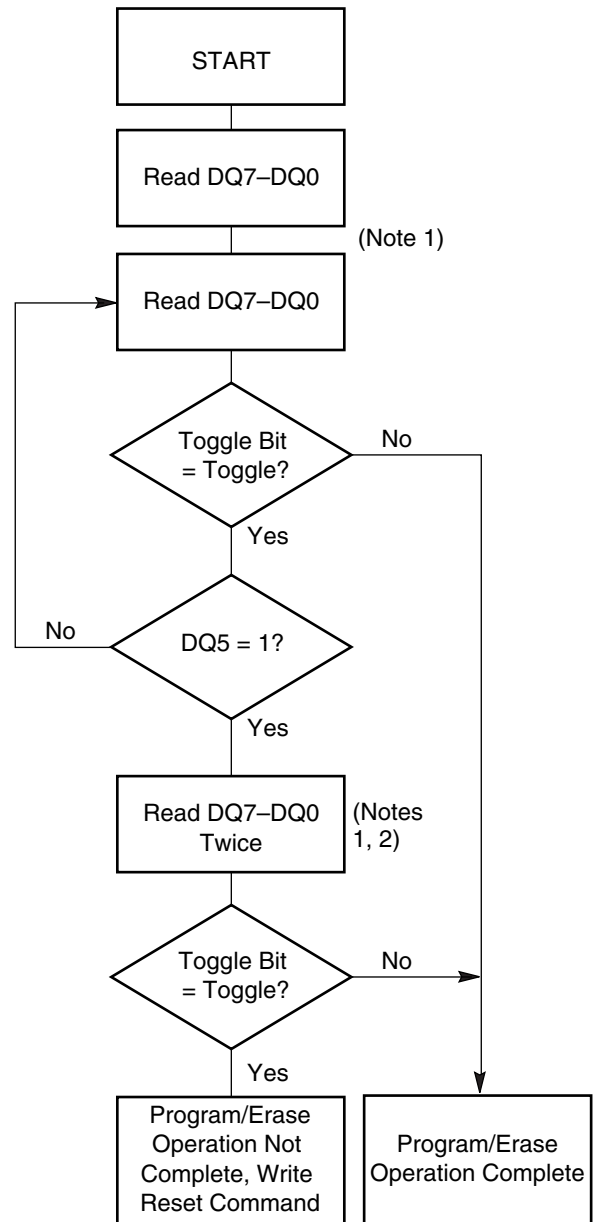 START
Read DQ7–DQ0
(Note 1)
Read DQ7–DQ0
Toggle Bit
= Toggle?
No
Yes
No
DQ5 = 1?
Yes
Read DQ7–DQ0
Twice
(Notes
1, 2)
Toggle Bit
= Toggle?
No
Yes
Program/Erase
Operation Not
Complete, Write
Reset Command
Program/Erase
Operation Complete